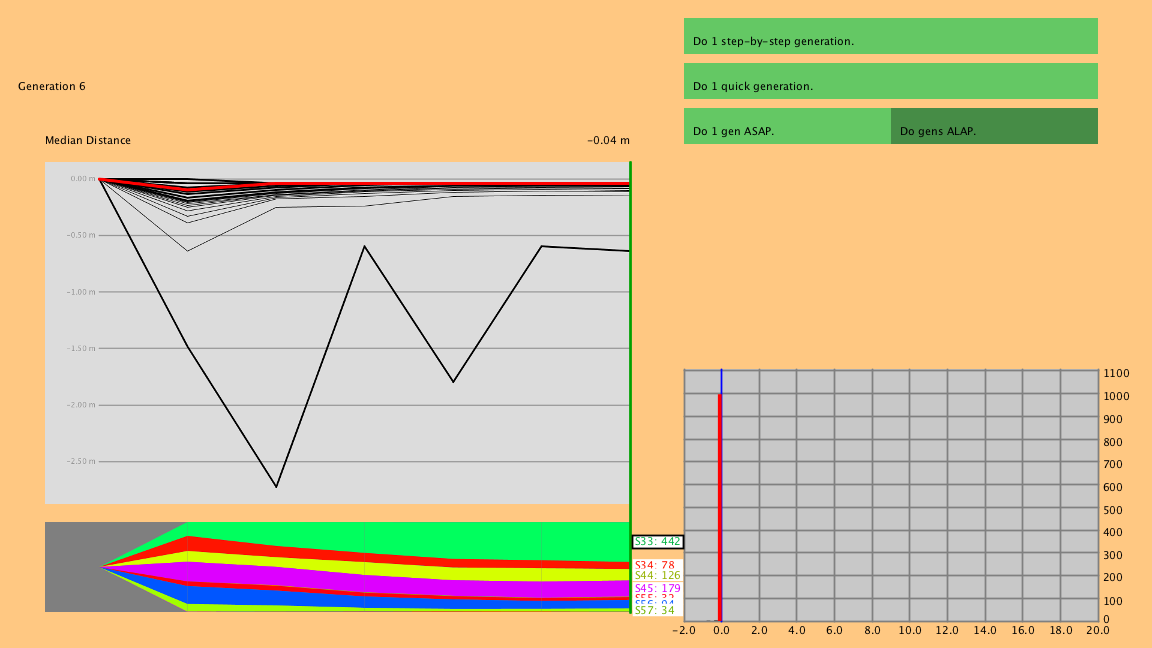 Do 1 step-by-step generation.
Generation 6
Do 1 quick generation.
Do 1 gen ASAP.
Do gens ALAP.
Median Distance
-0.04 m
0.00 m
-0.50 m
-1.00 m
-1.50 m
-2.00 m
-2.50 m
S33: 442
S34: 78
S44: 126
S45: 179
S57: 34
1100
1000
900
800
700
600
500
400
300
200
100
0
-2.0 0.0 2.0 4.0 6.0 8.0 10.0 12.0 14.0 16.0 18.0 20.0